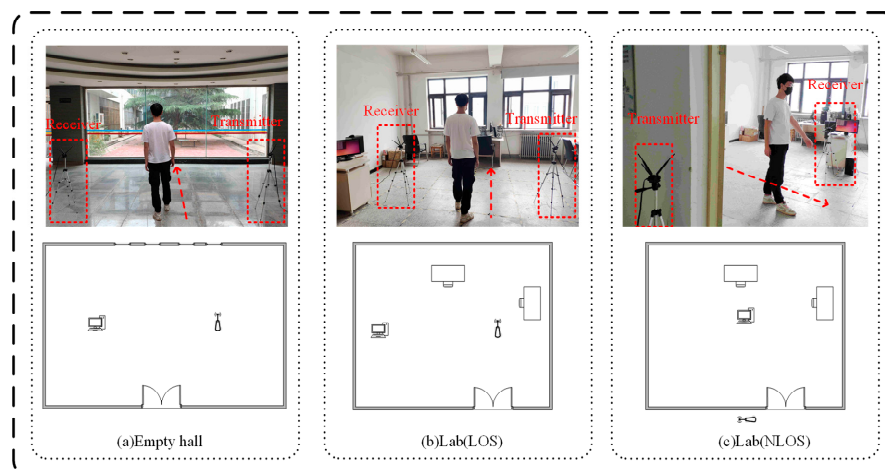 Receiver
Transmitter
Receiver
Transmitter
Transmitter
Receiver
(a)Empty hall
(b)Lab(LOS)
(c)Lab(NLOS)